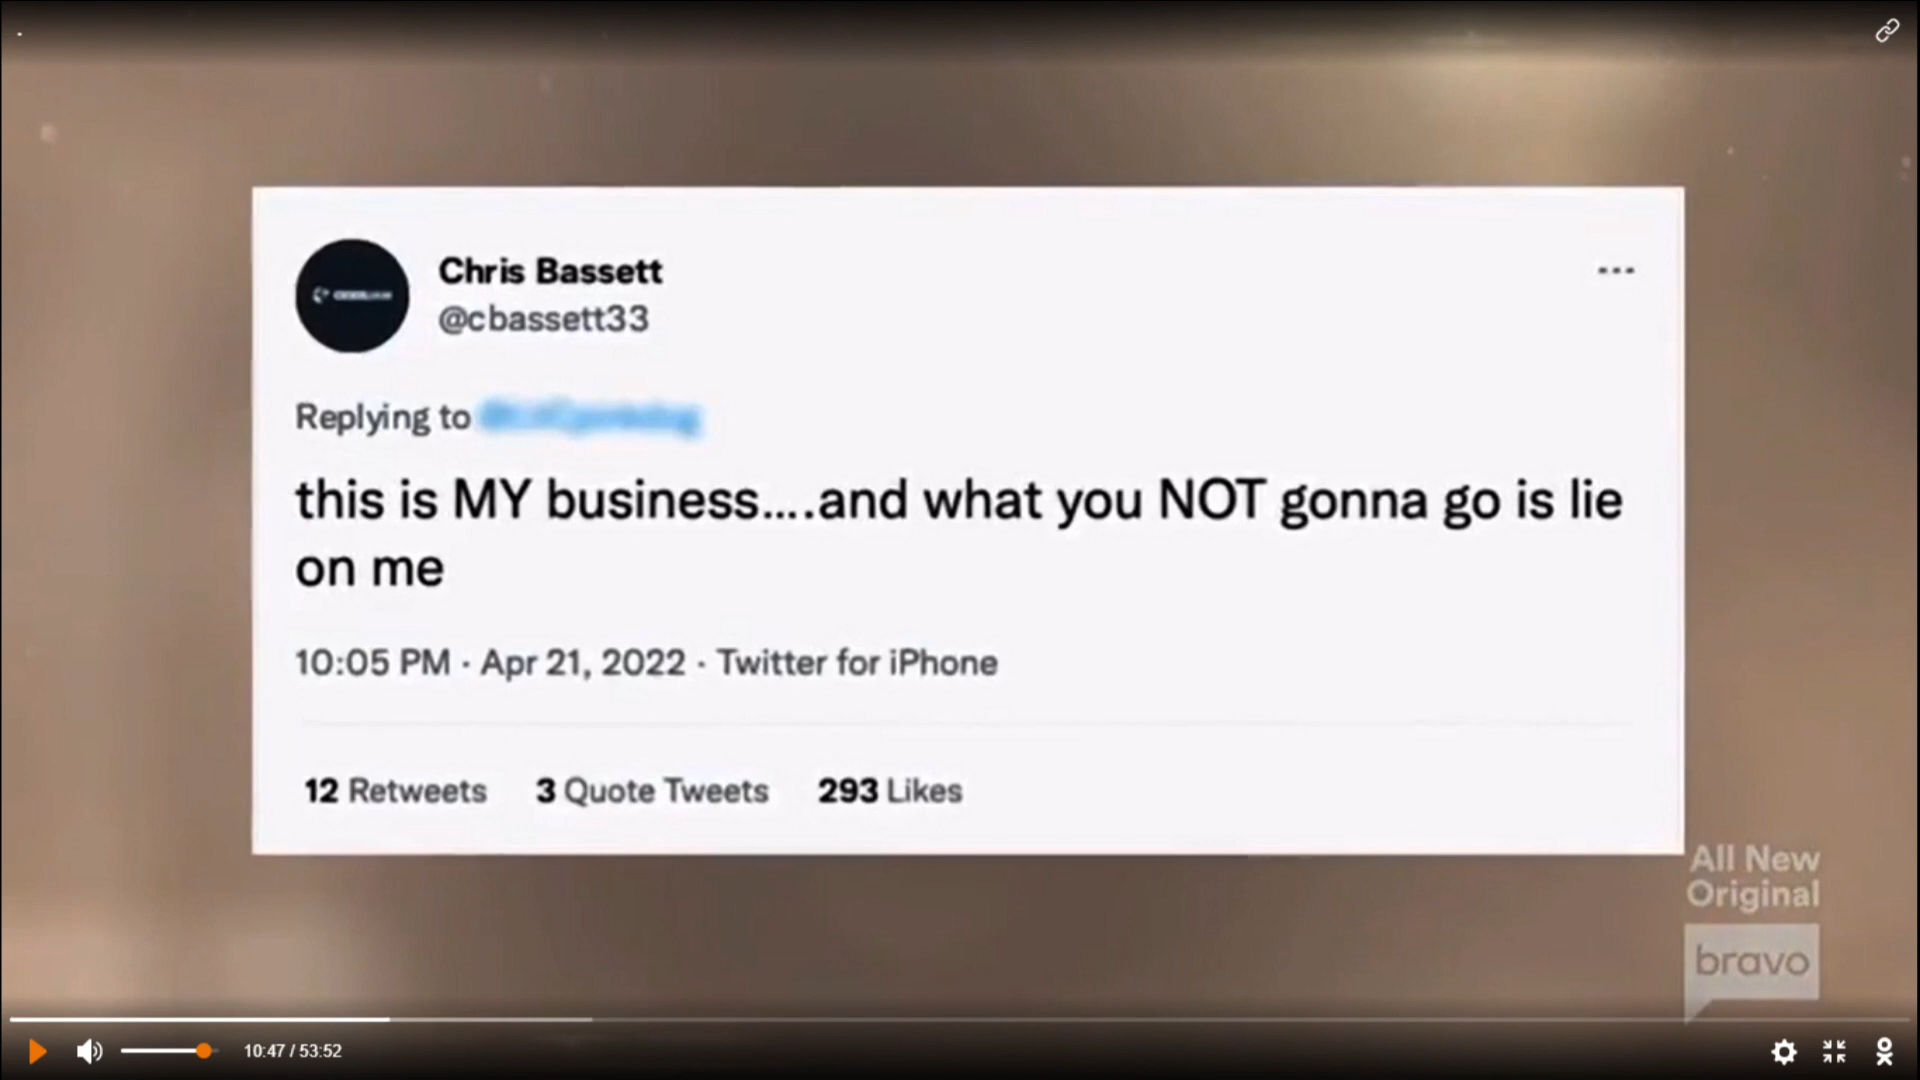 Chris Bassett
@cbassett33
Replying to
this is MY business....and what you NOT gonna go is lie
on me
10:05 PM · Apr 21, 2022 · Twitter for iPhone
12 Retweets 3 Quote Tweets 293 Likes
All New
Original
bravo
10:47 / 53:52